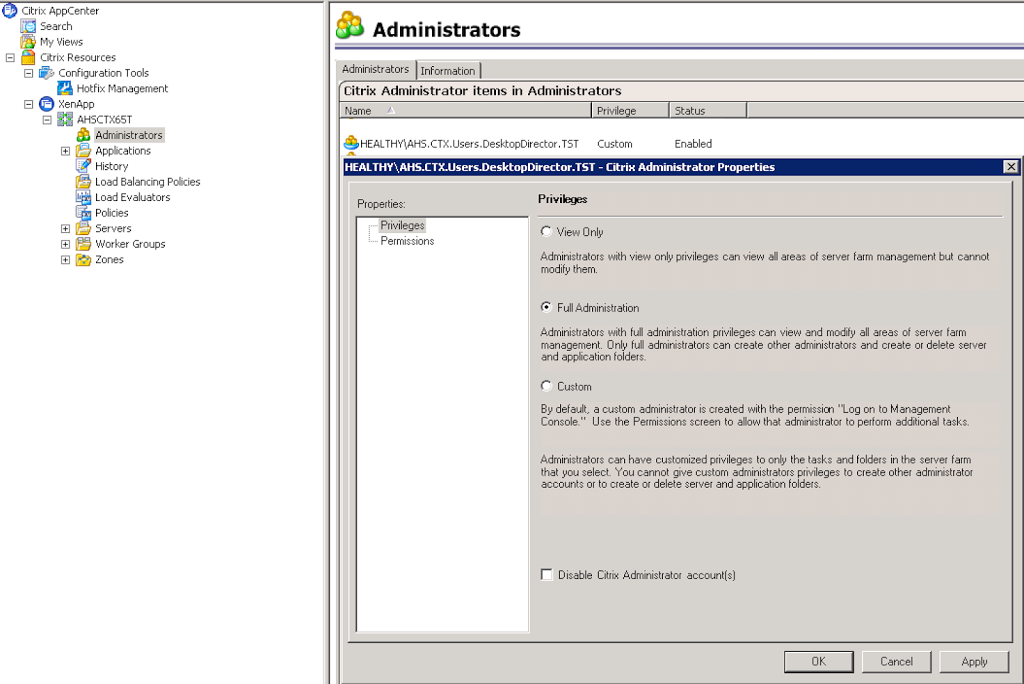 Citrix AppCenter
Search
My Views
Citrix Resources
Configuration Tools
Hotfix Management
XenApp
AHSCTX65T
Administrators
Applications
History
Load Balancing Policies
Load Evaluators
Policies
Servers
Worker Groups
Zones
Administrators
Administrators Information
Citrix Administrator items in Administrators
Name Privilege Status
HEALTHY\AHS.CTX.Users.DesktopDirector.TST Custom Enabled
HEALTHY\AHS.CTX.Users.DesktopDirector.TST - Citrix Administrator Properties
Properties:
Privileges
Permissions
Privileges
View Only
Administrators with view only privileges can view all areas of server farm management but cannot
modify them.
Full Administration
Administrators with full administration privileges can view and modify all areas of server farm
management. Only full administrators can create other administrators and create or delete server
and application folders.
Custom
By default, a custom administrator is created with the permission "Log on to Management
Console." Use the Permissions screen to allow that administrator to perform additional tasks.
Administrators can have customized privileges to only the tasks and folders in the server farm
that you select. You cannot give custom administrators privileges to create other administrator
accounts or to create or delete server and application folders.
Disable Citrix Administrator account(s)
OK Cancel Apply